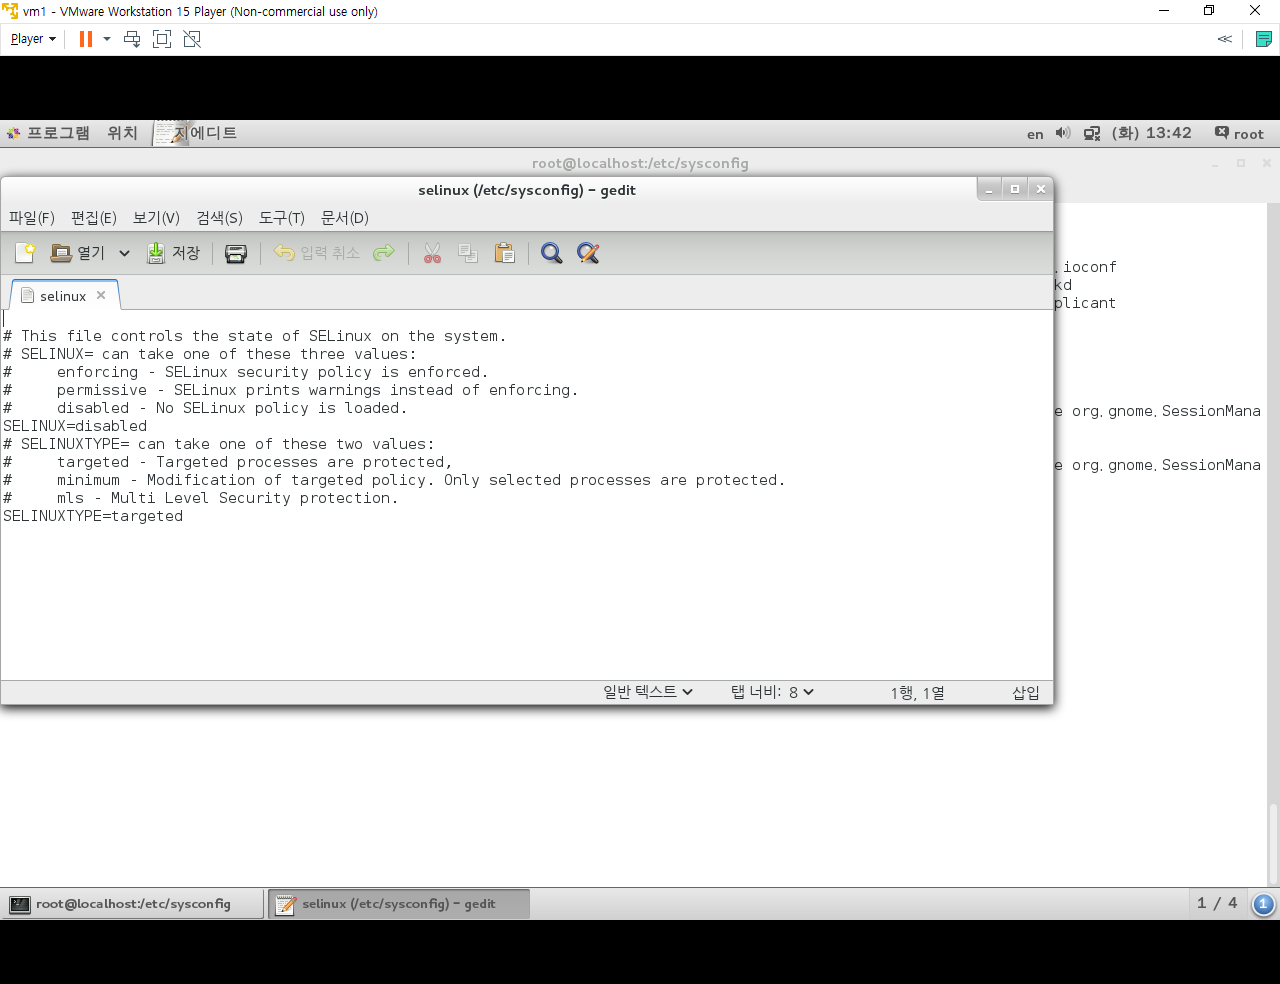 vm1 - VMware Workstation 15 Player (Non-commercial use only)
Player
프로그램 위치 지에디트 en (화) 13:42 root
root@localhost:/etc/sysconfig
selinux (/etc/sysconfig) - gedit
파일(F) 편집(E) 보기(V) 검색(S) 도구(T) 문서(D)
열기 저장 입력 취소
selinux
# This file controls the state of SELinux on the system.
# SELINUX= can take one of these three values:
#     enforcing - SELinux security policy is enforced.
#     permissive - SELinux prints warnings instead of enforcing.
#     disabled - No SELinux policy is loaded.
SELINUX=disabled
# SELINUXTYPE= can take one of these two values:
#     targeted - Targeted processes are protected,
#     minimum - Modification of targeted policy. Only selected processes are protected.
#     mls - Multi Level Security protection.
SELINUXTYPE=targeted
.ioconf
kd
plicant
e org.gnome.SessionMana
e org.gnome.SessionMana
일반 텍스트 탭 너비: 8 1행, 1열 삽입
root@localhost:/etc/sysconfig selinux (/etc/sysconfig) - gedit 1 / 4 1